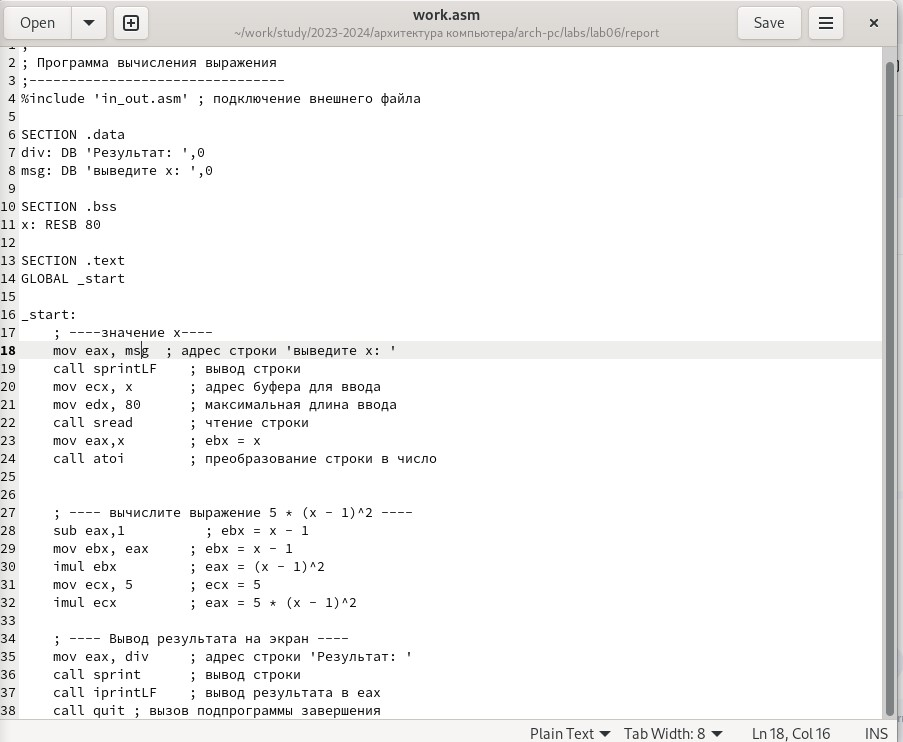 Open
work.asm
~/work/study/2023-2024/архитектура компьютера/arch-pc/labs/lab06/report
Save
1 ;
2 ; Программа вычисления выражения
3 ;--------------------------------
4 %include 'in_out.asm' ; подключение внешнего файла
5
6 SECTION .data
7 div: DB 'Результат: ',0
8 msg: DB 'выведите x: ',0
9
10 SECTION .bss
11 x: RESB 80
12
13 SECTION .text
14 GLOBAL _start
15
16 _start:
17     ; ----значение x----
18     mov eax, msg  ; адрес строки 'выведите x: '
19     call sprintLF    ; вывод строки
20     mov ecx, x       ; адрес буфера для ввода
21     mov edx, 80      ; максимальная длина ввода
22     call sread       ; чтение строки
23     mov eax,x        ; ebx = x
24     call atoi        ; преобразование строки в число
25
26
27     ; ---- вычислите выражение 5 * (x - 1)^2 ----
28     sub eax,1          ; ebx = x - 1
29     mov ebx, eax     ; ebx = x - 1
30     imul ebx         ; eax = (x - 1)^2
31     mov ecx, 5       ; ecx = 5
32     imul ecx         ; eax = 5 * (x - 1)^2
33
34     ; ---- Вывод результата на экран ----
35     mov eax, div     ; адрес строки 'Результат: '
36     call sprint      ; вывод строки
37     call iprintLF    ; вывод результата в eax
38     call quit ; вызов подпрограммы завершения
Plain Text Tab Width: 8 Ln 18, Col 16 INS